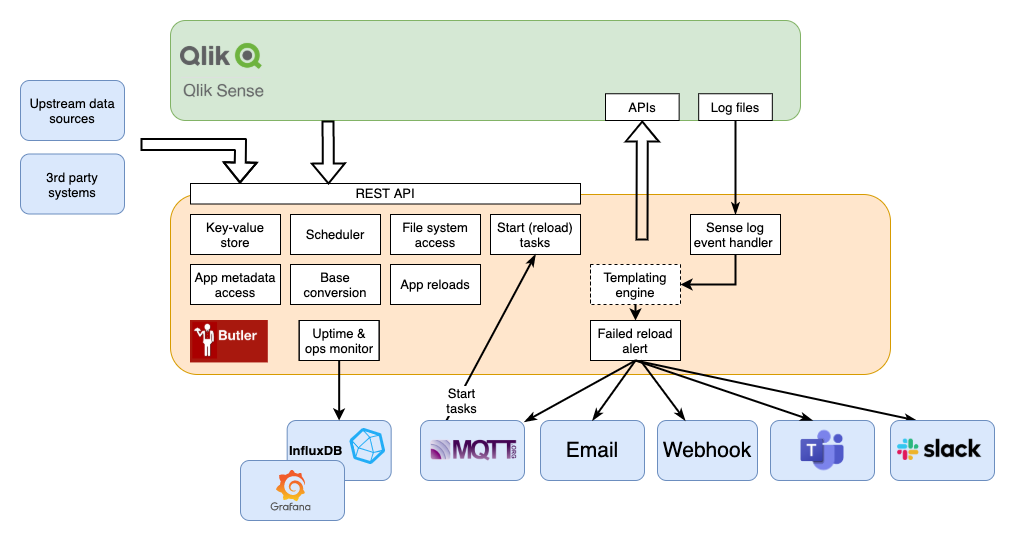 Qlik
Qlik Sense
APIs
Log files
Upstream data
sources
3rd party
systems
REST API
Key-value
store
Scheduler
File system
access
Start (reload)
tasks
Sense log
event handler
App metadata
access
Base
conversion
App reloads
Templating
engine
Butler
Uptime &
ops monitor
Failed reload
alert
Start
tasks
InfluxDB
Grafana
MQTT.ORG
Email
Webhook
T
slack